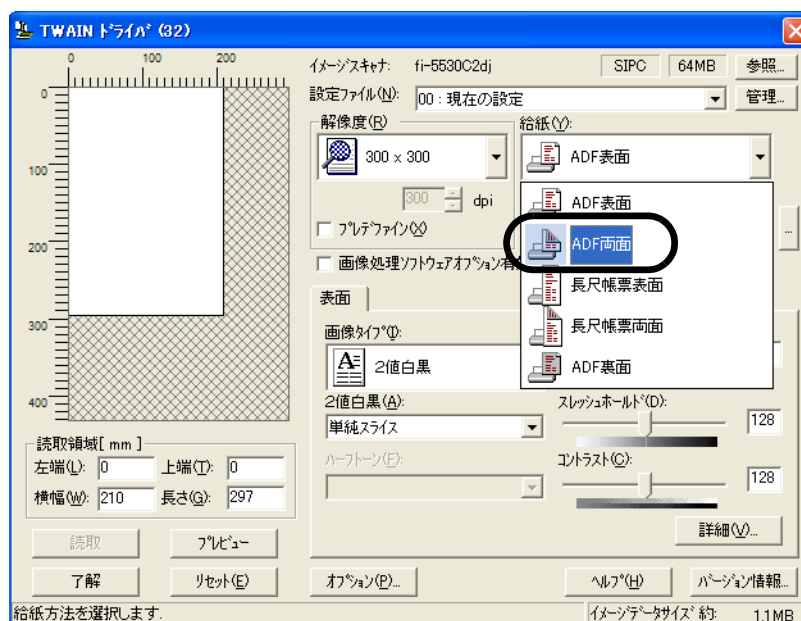 TWAIN ﾄﾞﾗｲﾊﾞ (32)
0 100 200
0
100
200
300
400
ｲﾒｰｼﾞｽｷｬﾅ: fi-5530C2dj SIPC 64MB 参照...
設定ﾌｧｲﾙ(N): 00 : 現在の設定 管理...
解像度(R)
300 × 300
300 dpi
ﾌﾟﾚﾃﾞﾌｧｲﾝ(X)
給紙(Y):
ADF表面
ADF表面
ADF両面
長尺帳票表面
長尺帳票両面
ADF裏面
...
画像処理ｿﾌﾄｳｪｱｵﾌﾟｼｮﾝ有
表面
画像ﾀｲﾌﾟ(I):
2値白黒
2値白黒(A):
単純ｽﾗｲｽ
ﾊｰﾌﾄｰﾝ(F):
ｽﾚｯｼｭﾎｰﾙﾄﾞ(D):
128
ｺﾝﾄﾗｽﾄ(C):
128
詳細(V)...
読取領域[ mm ]
左端(L): 0 上端(T): 0
横幅(W): 210 長さ(G): 297
読取 ﾌﾟﾚﾋﾞｭｰ
了解 ﾘｾｯﾄ(E) ｵﾌﾟｼｮﾝ(P)... ﾍﾙﾌﾟ(H) ﾊﾞｰｼﾞｮﾝ情報...
給紙方法を選択します. ｲﾒｰｼﾞﾃﾞｰﾀｻｲｽﾞ 約: 1.1MB